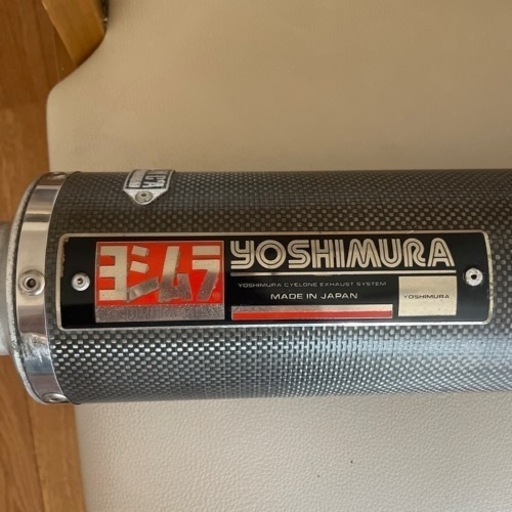 ヨシムラ
YOSHIMURA
YOSHIMURA CYCLONE EXHAUST SYSTEM
MADE IN JAPAN
YOSHIMURA